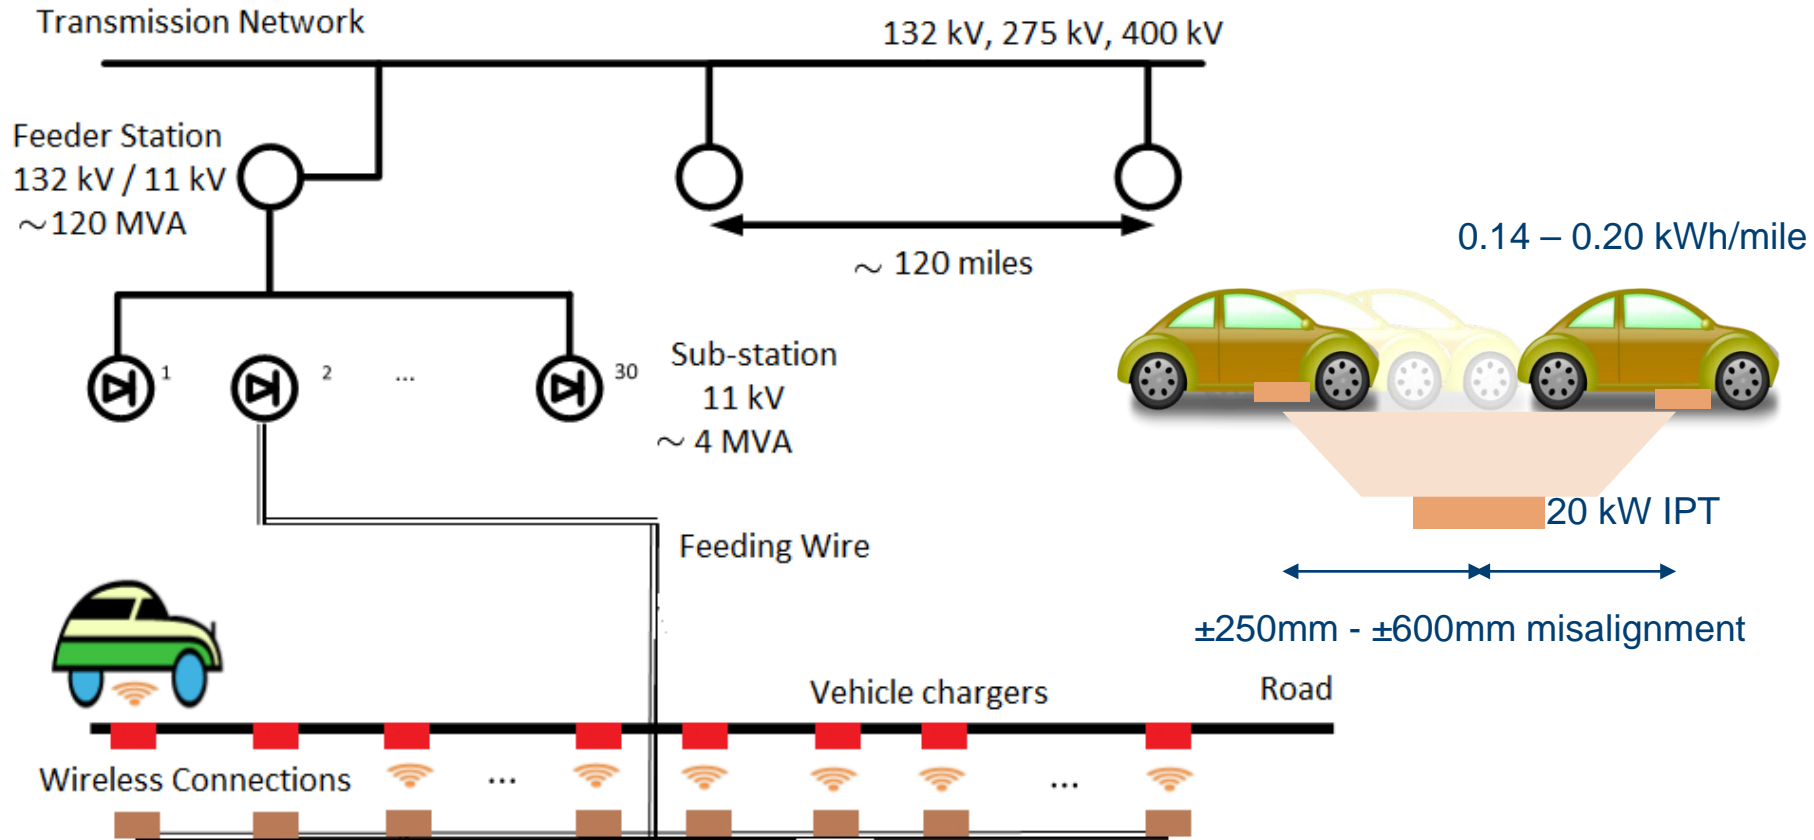 Transmission Network
132 kV, 275 kV, 400 kV
Feeder Station
132 kV / 11 kV
~120 MVA
~ 120 miles
0.14 – 0.20 kWh/mile
1
2
...
30
Sub-station
11 kV
~ 4 MVA
20 kW IPT
Feeding Wire
±250mm - ±600mm misalignment
Vehicle chargers
Road
Wireless Connections
...
...